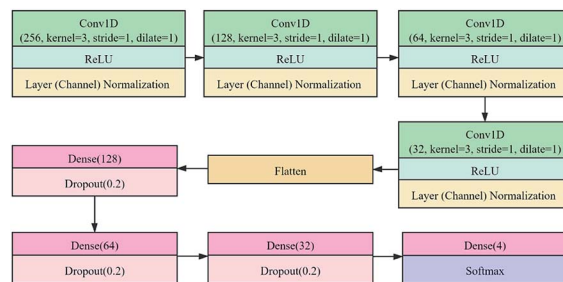 Conv1D
(256, kernel=3, stride=1, dilate=1)
ReLU
Layer (Channel) Normalization
Conv1D
(128, kernel=3, stride=1, dilate=1)
ReLU
Layer (Channel) Normalization
Conv1D
(64, kernel=3, stride=1, dilate=1)
ReLU
Layer (Channel) Normalization
Conv1D
(32, kernel=3, stride=1, dilate=1)
ReLU
Layer (Channel) Normalization
Flatten
Dense(128)
Dropout(0.2)
Dense(64)
Dropout(0.2)
Dense(32)
Dropout(0.2)
Dense(4)
Softmax